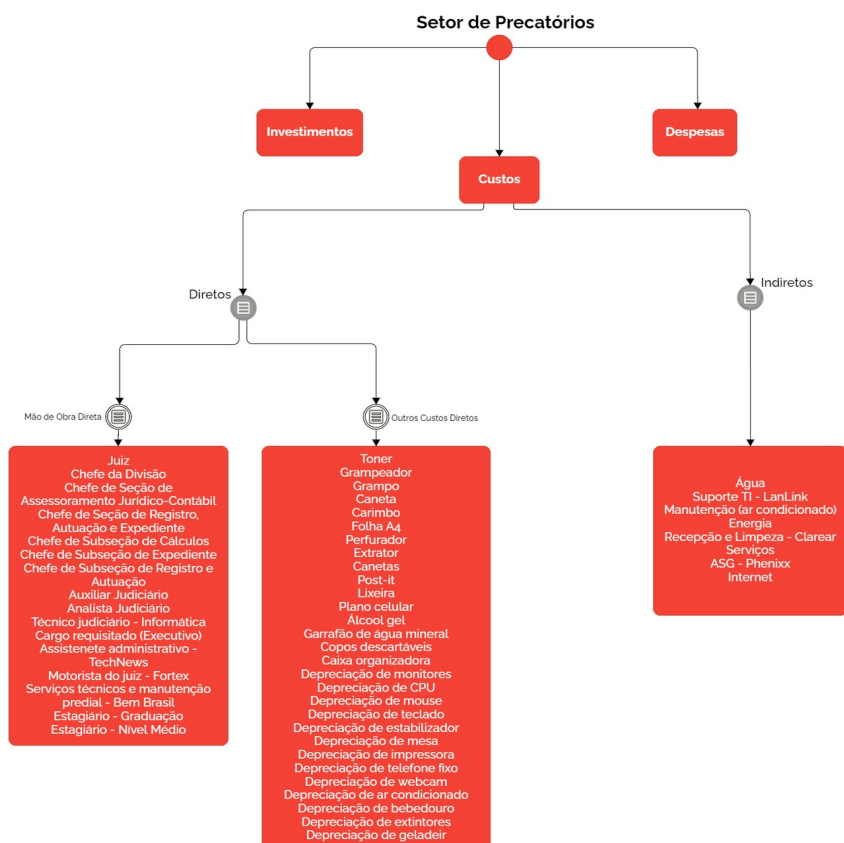 Setor de Precatórios
Investimentos
Despesas
Custos
Diretos
Indiretos
Mão de Obra Direta
Outros Custos Diretos
Juiz
Chefe da Divisão
Chefe de Seção de
Assessoramento Jurídico-Contábil
Chefe de Seção de Registro,
Autuação e Expediente
Chefe de Subseção de Cálculos
Chefe de Subseção de Expediente
Chefe de Subseção de Registro e
Autuação
Auxiliar Judiciário
Analista Judiciário
Técnico judiciário - Informática
Cargo requisitado (Executivo)
Assistenete administrativo -
TechNews
Motorista do juiz - Fortex
Serviços técnicos e manutenção
predial - Bem Brasil
Estagiário - Graduação
Estagiário - Nível Médio
Toner
Grampeador
Grampo
Caneta
Carimbo
Folha A4
Perfurador
Extrator
Canetas
Post-it
Lixeira
Plano celular
Álcool gel
Garrafão de água mineral
Copos descartáveis
Caixa organizadora
Depreciação de monitores
Depreciação de CPU
Depreciação de mouse
Depreciação de teclado
Depreciação de estabilizador
Depreciação de mesa
Depreciação de impressora
Depreciação de telefone fixo
Depreciação de webcam
Depreciação de ar condicionado
Depreciação de bebedouro
Depreciação de extintores
Depreciação de geladeir
Água
Suporte TI - LanLink
Manutenção (ar condicionado)
Energia
Recepção e Limpeza - Clarear
Serviços
ASG - Phenixx
Internet